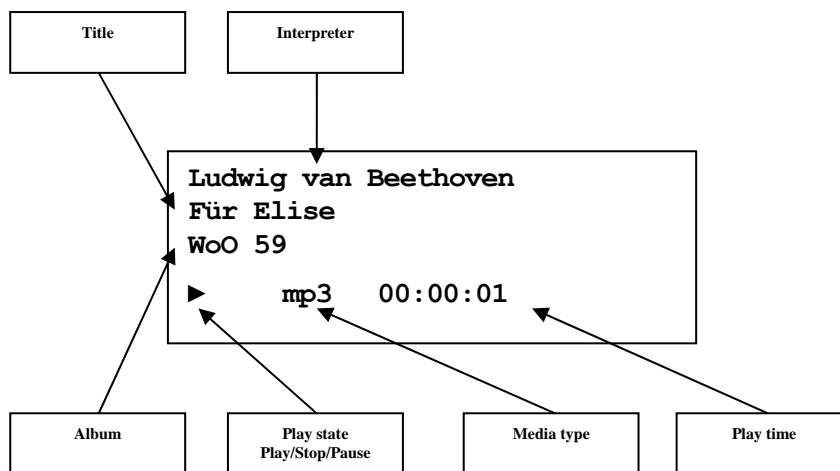 Title
Interpreter
Ludwig van Beethoven
Für Elise
WoO 59
► mp3 00:00:01
Album
Play state
Play/Stop/Pause
Media type
Play time